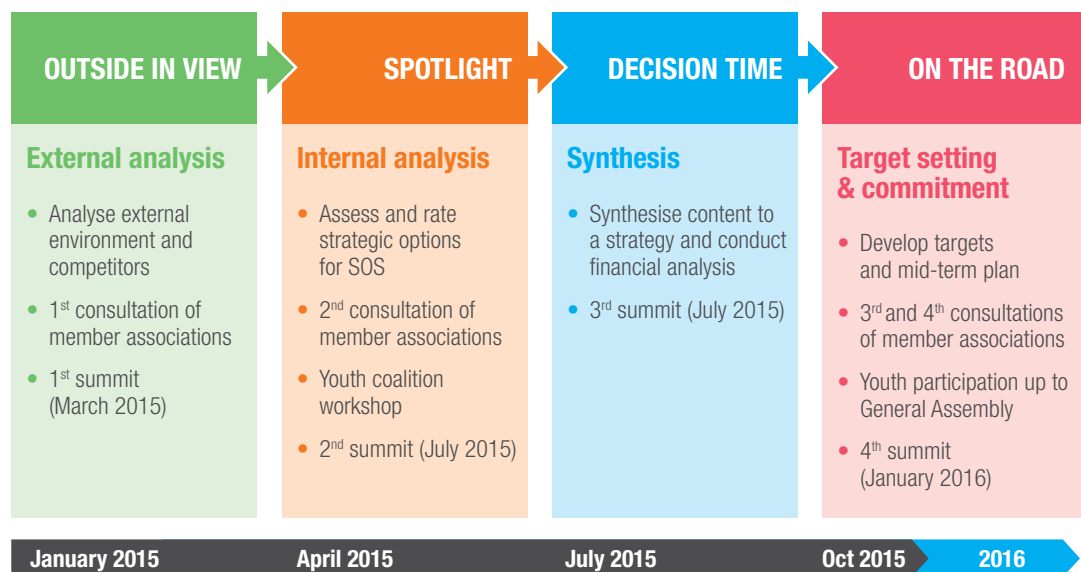 OUTSIDE IN VIEW
External analysis
• Analyse external
environment and
competitors
• 1st consultation of
member associations
• 1st summit
(March 2015)
SPOTLIGHT
Internal analysis
• Assess and rate
strategic options
for SOS
• 2nd consultation of
member associations
• Youth coalition
workshop
• 2nd summit (July 2015)
DECISION TIME
Synthesis
• Synthesise content to
a strategy and conduct
financial analysis
• 3rd summit (July 2015)
ON THE ROAD
Target setting
& commitment
• Develop targets
and mid-term plan
• 3rd and 4th consultations
of member associations
• Youth participation up to
General Assembly
• 4th summit
(January 2016)
January 2015
April 2015
July 2015
Oct 2015
2016